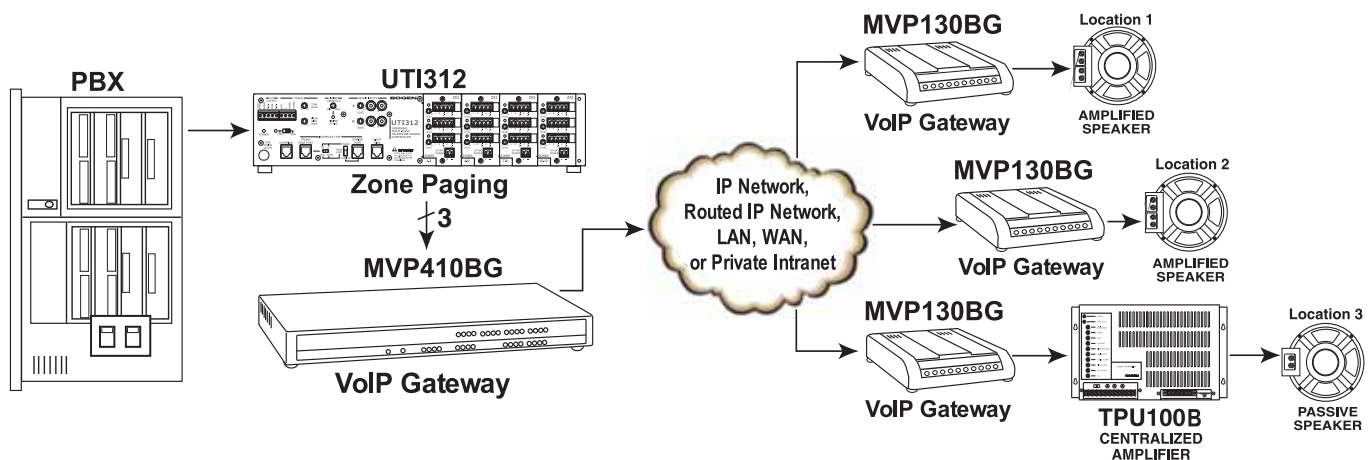 PBX
UTI312
BOGEN
UTI312
Zone Paging
3
MVP410BG
VoIP Gateway
IP Network,
Routed IP Network,
LAN, WAN,
or Private Intranet
MVP130BG
VoIP Gateway
Location 1
AMPLIFIED
SPEAKER
MVP130BG
VoIP Gateway
Location 2
AMPLIFIED
SPEAKER
MVP130BG
VoIP Gateway
TPU100B
CENTRALIZED
AMPLIFIER
Location 3
PASSIVE
SPEAKER